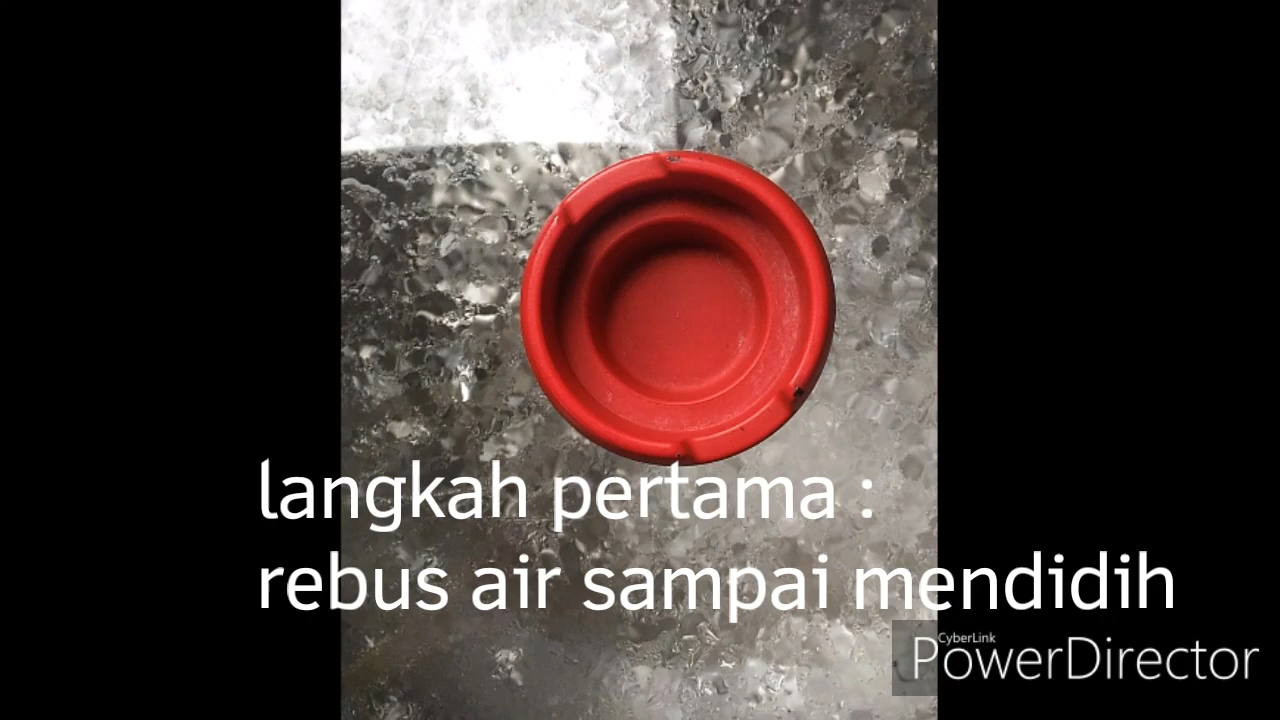 langkah pertama :
rebus air sampai mendidih
CyberLink
PowerDirector